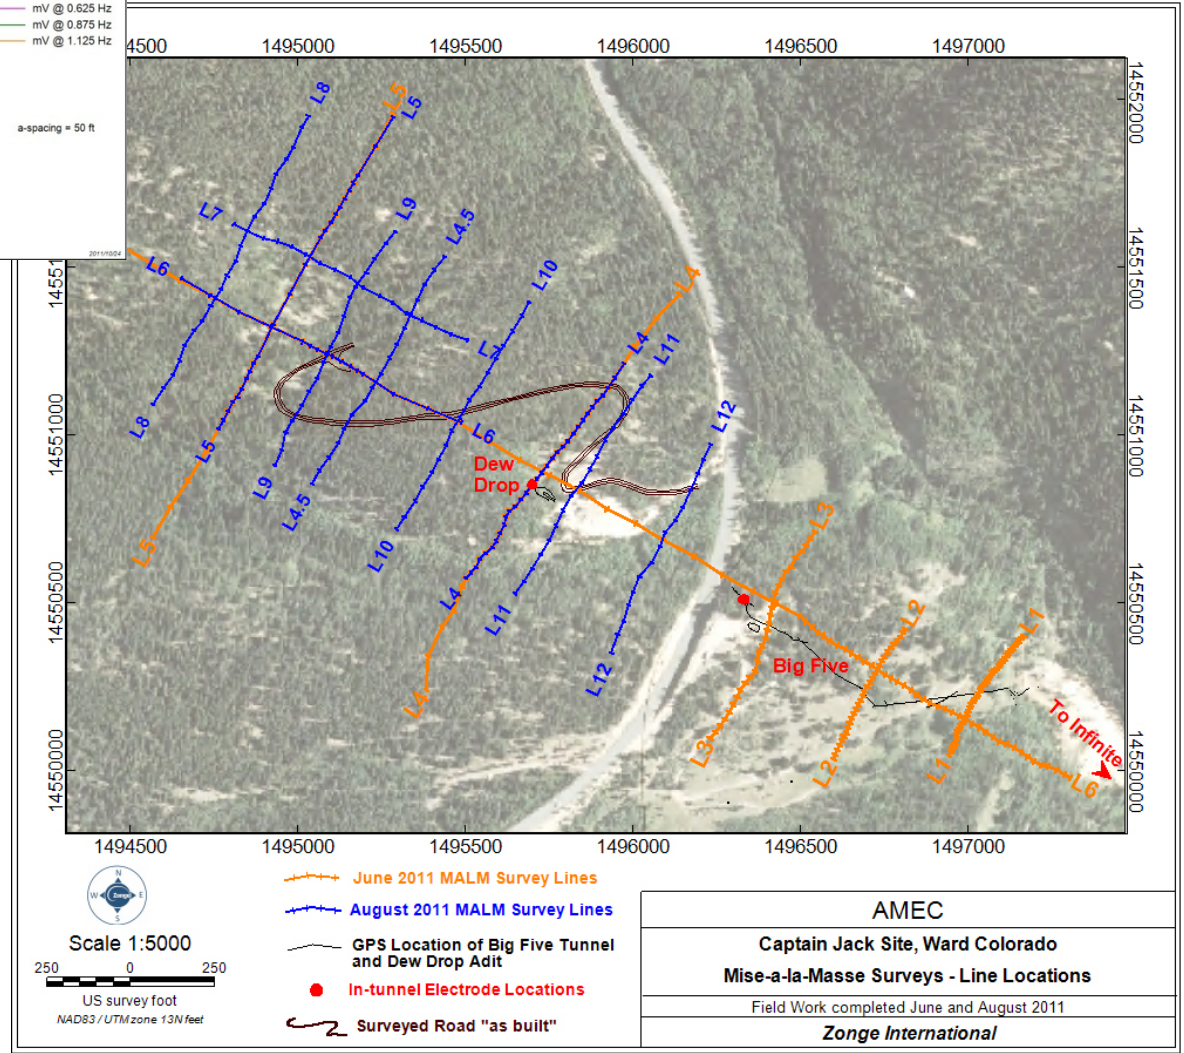 mV @ 0.625 Hz
mV @ 0.875 Hz
mV @ 1.125 Hz
a-spacing = 50 ft
2011/10/24
4500 1495000 1495500 1496000 1496500 1497000
14552000
14551500
14551000
14550500
14550000
14551
14551000
14550500
14550000
L8
L5
L5
L7
L9
L4.5
L6
L10
L4
L4
L11
L7
L12
L8
L5
L6
L9
L4.5
Dew
Drop
L10
L5
L3
L4
L11
L2
L1
L12
Big Five
L4
L3
L2
L1
To Infinite
L6
1494500 1495000 1495500 1496000 1496500 1497000
N
W Zonge E
S
Scale 1:5000
250 0 250
US survey foot
NAD83 / UTM zone 13N feet
June 2011 MALM Survey Lines
August 2011 MALM Survey Lines
GPS Location of Big Five Tunnel
and Dew Drop Adit
In-tunnel Electrode Locations
Surveyed Road "as built"
AMEC
Captain Jack Site, Ward Colorado
Mise-a-la-Masse Surveys - Line Locations
Field Work completed June and August 2011
Zonge International